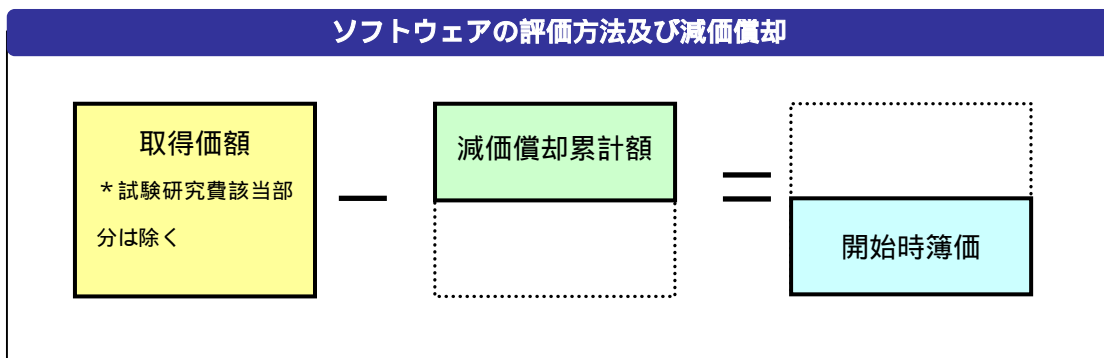 ソフトウェアの評価方法及び減価償却
取得価額
*試験研究費該当部
分は除く
－
減価償却累計額
＝
開始時簿価